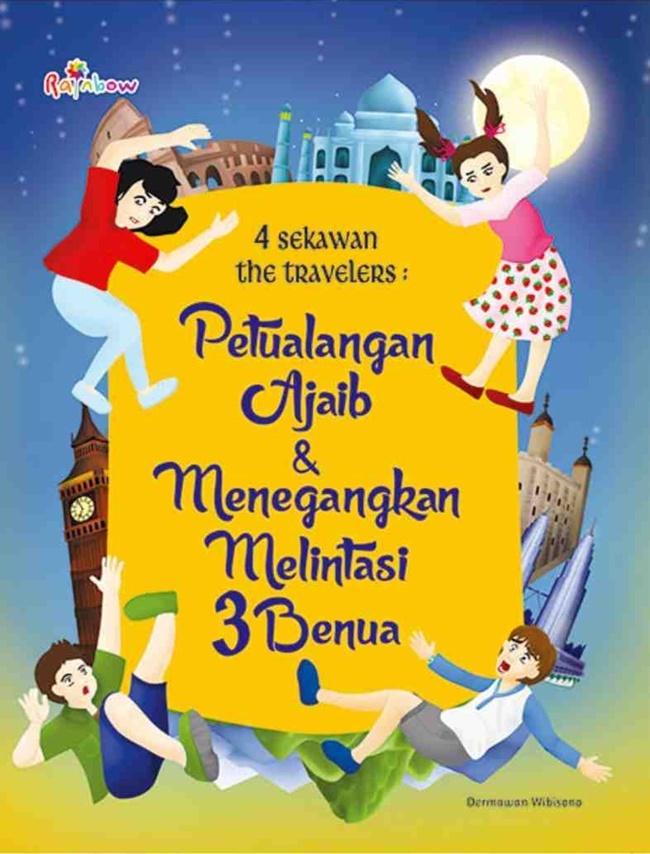 Rainbow
4 sekawan
the travelers :
Petualangan
Ajaib
&
Menegangkan
Melintasi
3 Benua
Dermawan Wibisono